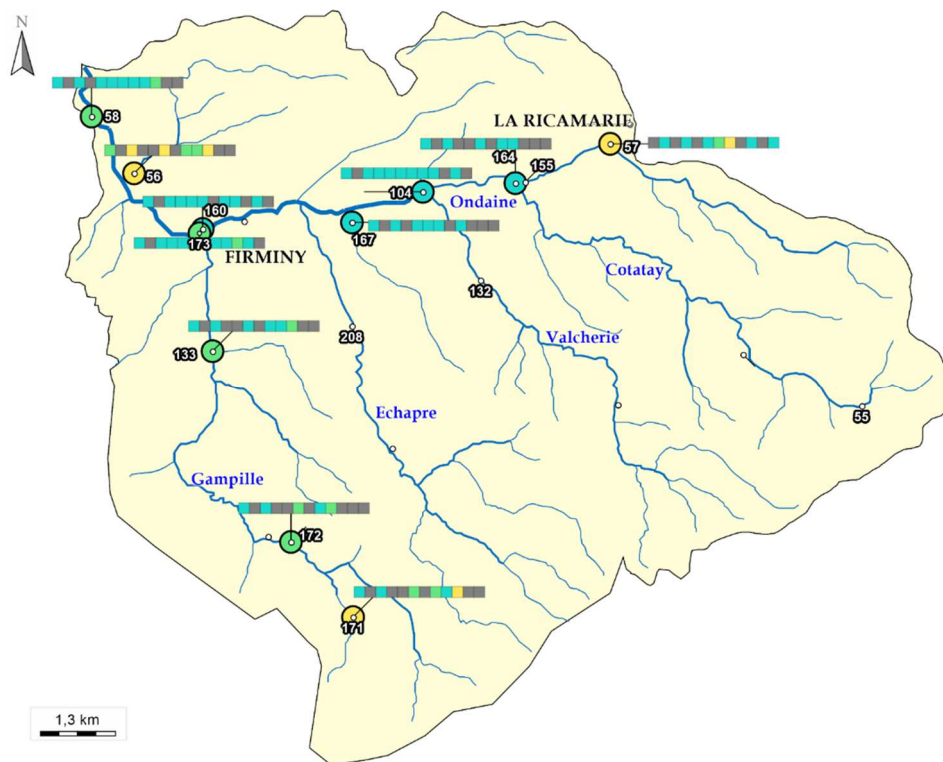 N
58
LA RICAMARIE
57
164
155
56
104
Ondaine
160
167
173
FIRMINY
Cotatay
132
208
Valcherie
133
55
Echapre
Gampille
172
171
1,3 km